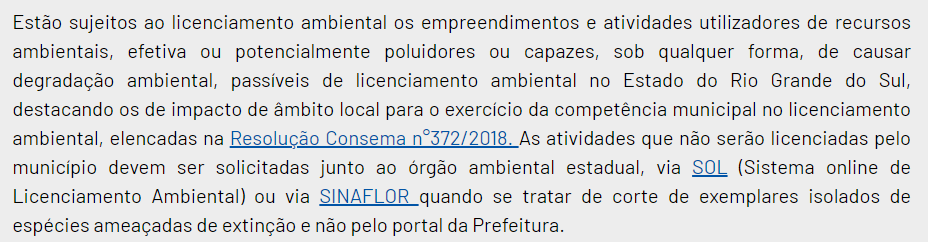 Estão sujeitos ao licenciamento ambiental os empreendimentos e atividades utilizadores de recursos
ambientais, efetiva ou potencialmente poluidores ou capazes, sob qualquer forma, de causar
degradação ambiental, passíveis de licenciamento ambiental no Estado do Rio Grande do Sul,
destacando os de impacto de âmbito local para o exercício da competência municipal no licenciamento
ambiental, elencadas na Resolução Consema n°372/2018. As atividades que não serão licenciadas pelo
município devem ser solicitadas junto ao órgão ambiental estadual, via SOL (Sistema online de
Licenciamento Ambiental) ou via SINAFLOR quando se tratar de corte de exemplares isolados de
espécies ameaçadas de extinção e não pelo portal da Prefeitura.